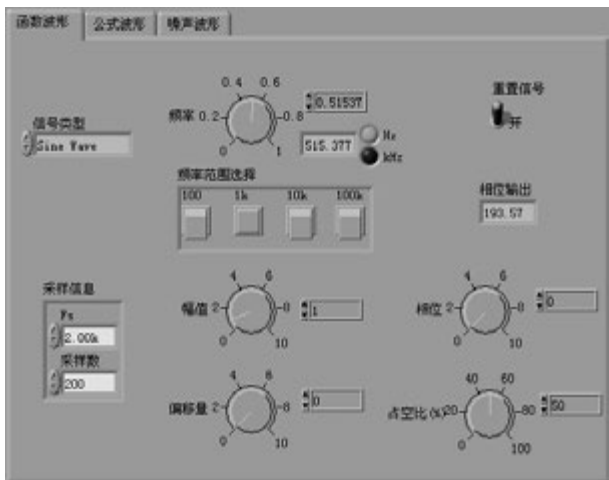 函数波形 公式波形 噪声波形
重置信号
开
信号类型
Sine Wave
频率
0 0.2 0.4 0.6 0.8 1
0.51537
515.377
Hz
kHz
频率范围选择
100 1k 10k 100k
相位输出
193.57
采样信息
Fs
2.00k
采样数
200
幅值
0 2 4 6 8 10
1
相位
0 2 4 6 8 10
0
偏移量
0 2 4 6 8 10
0
占空比(%)
0 20 40 60 80 100
50